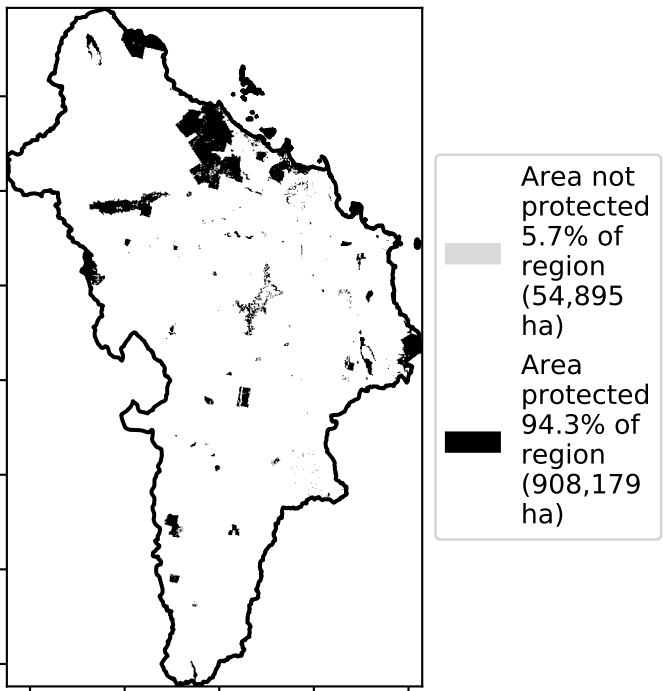 Area not
protected
5.7% of
region
(54,895
ha)
Area
protected
94.3% of
region
(908,179
ha)